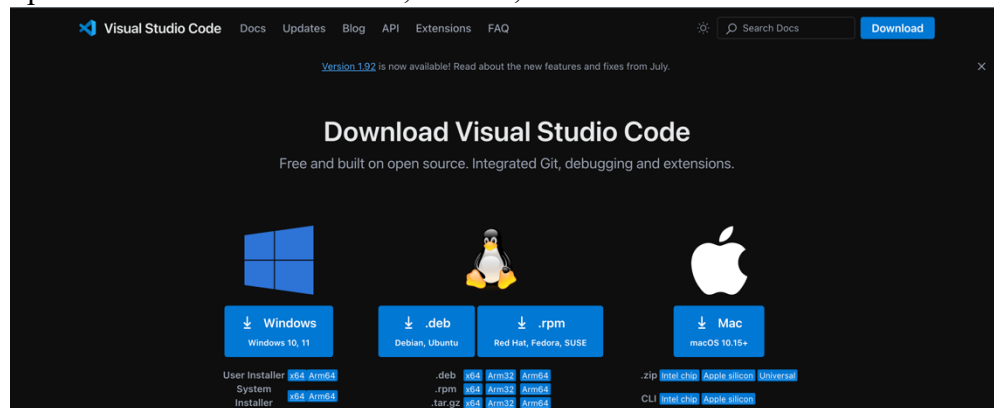 Visual Studio Code Docs Updates Blog API Extensions FAQ Search Docs Download
Version 1.92 is now available! Read about the new features and fixes from July.
Download Visual Studio Code
Free and built on open source. Integrated Git, debugging and extensions.
Windows
Windows 10, 11
.deb
Debian, Ubuntu
.rpm
Red Hat, Fedora, SUSE
Mac
macOS 10.15+
User Installer x64 Arm64
System
Installer x64 Arm64
.deb x64 Arm32 Arm64
.rpm x64 Arm32 Arm64
.tar.gz x64 Arm32 Arm64
.zip Intel chip Apple silicon Universal
CLI Intel chip Apple silicon